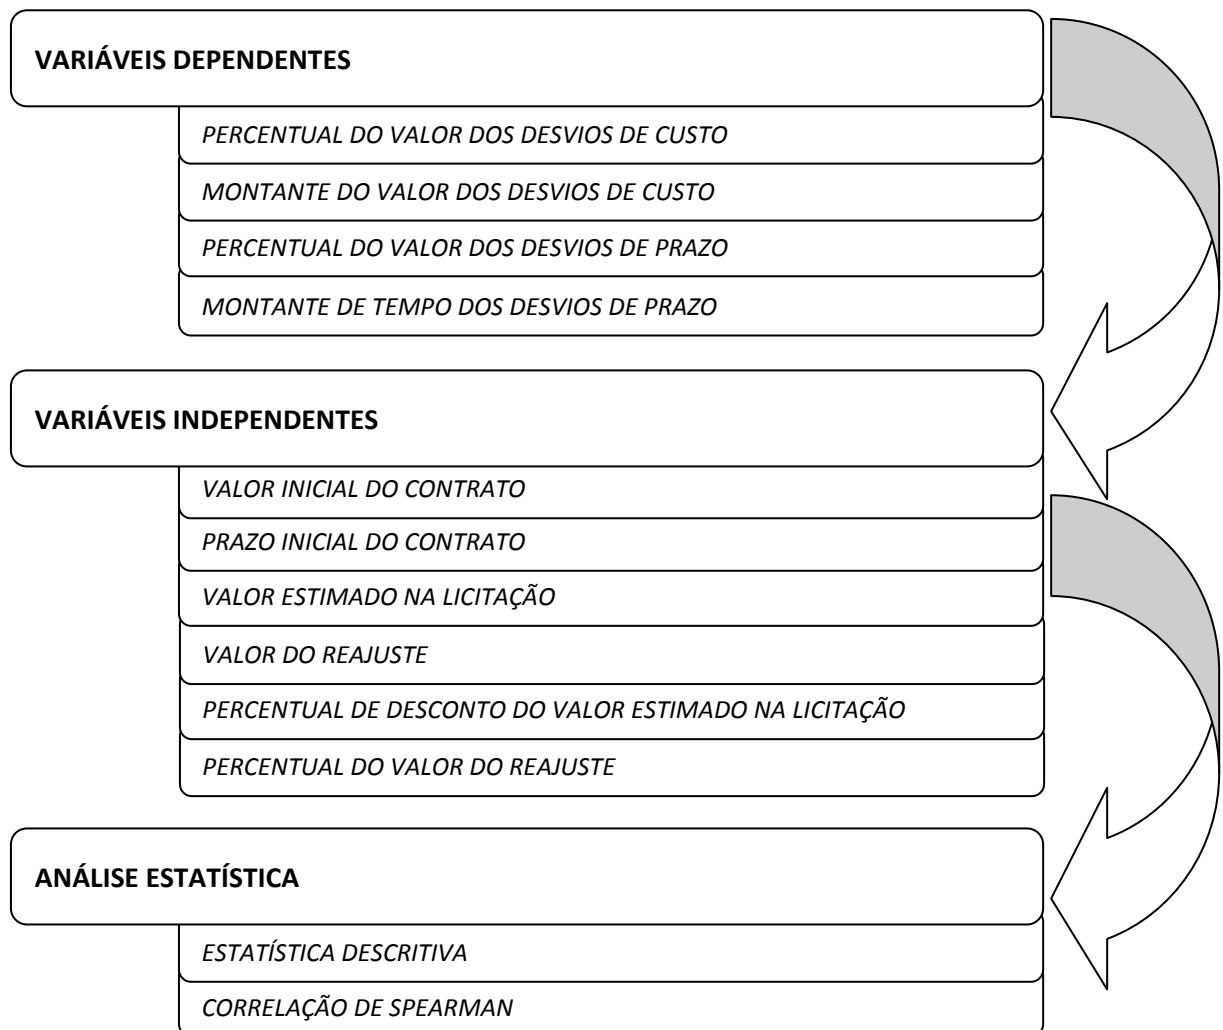 VARIÁVEIS DEPENDENTES
PERCENTUAL DO VALOR DOS DESVIOS DE CUSTO
MONTANTE DO VALOR DOS DESVIOS DE CUSTO
PERCENTUAL DO VALOR DOS DESVIOS DE PRAZO
MONTANTE DE TEMPO DOS DESVIOS DE PRAZO
VARIÁVEIS INDEPENDENTES
VALOR INICIAL DO CONTRATO
PRAZO INICIAL DO CONTRATO
VALOR ESTIMADO NA LICITAÇÃO
VALOR DO REAJUSTE
PERCENTUAL DE DESCONTO DO VALOR ESTIMADO NA LICITAÇÃO
PERCENTUAL DO VALOR DO REAJUSTE
ANÁLISE ESTATÍSTICA
ESTATÍSTICA DESCRITIVA
CORRELAÇÃO DE SPEARMAN